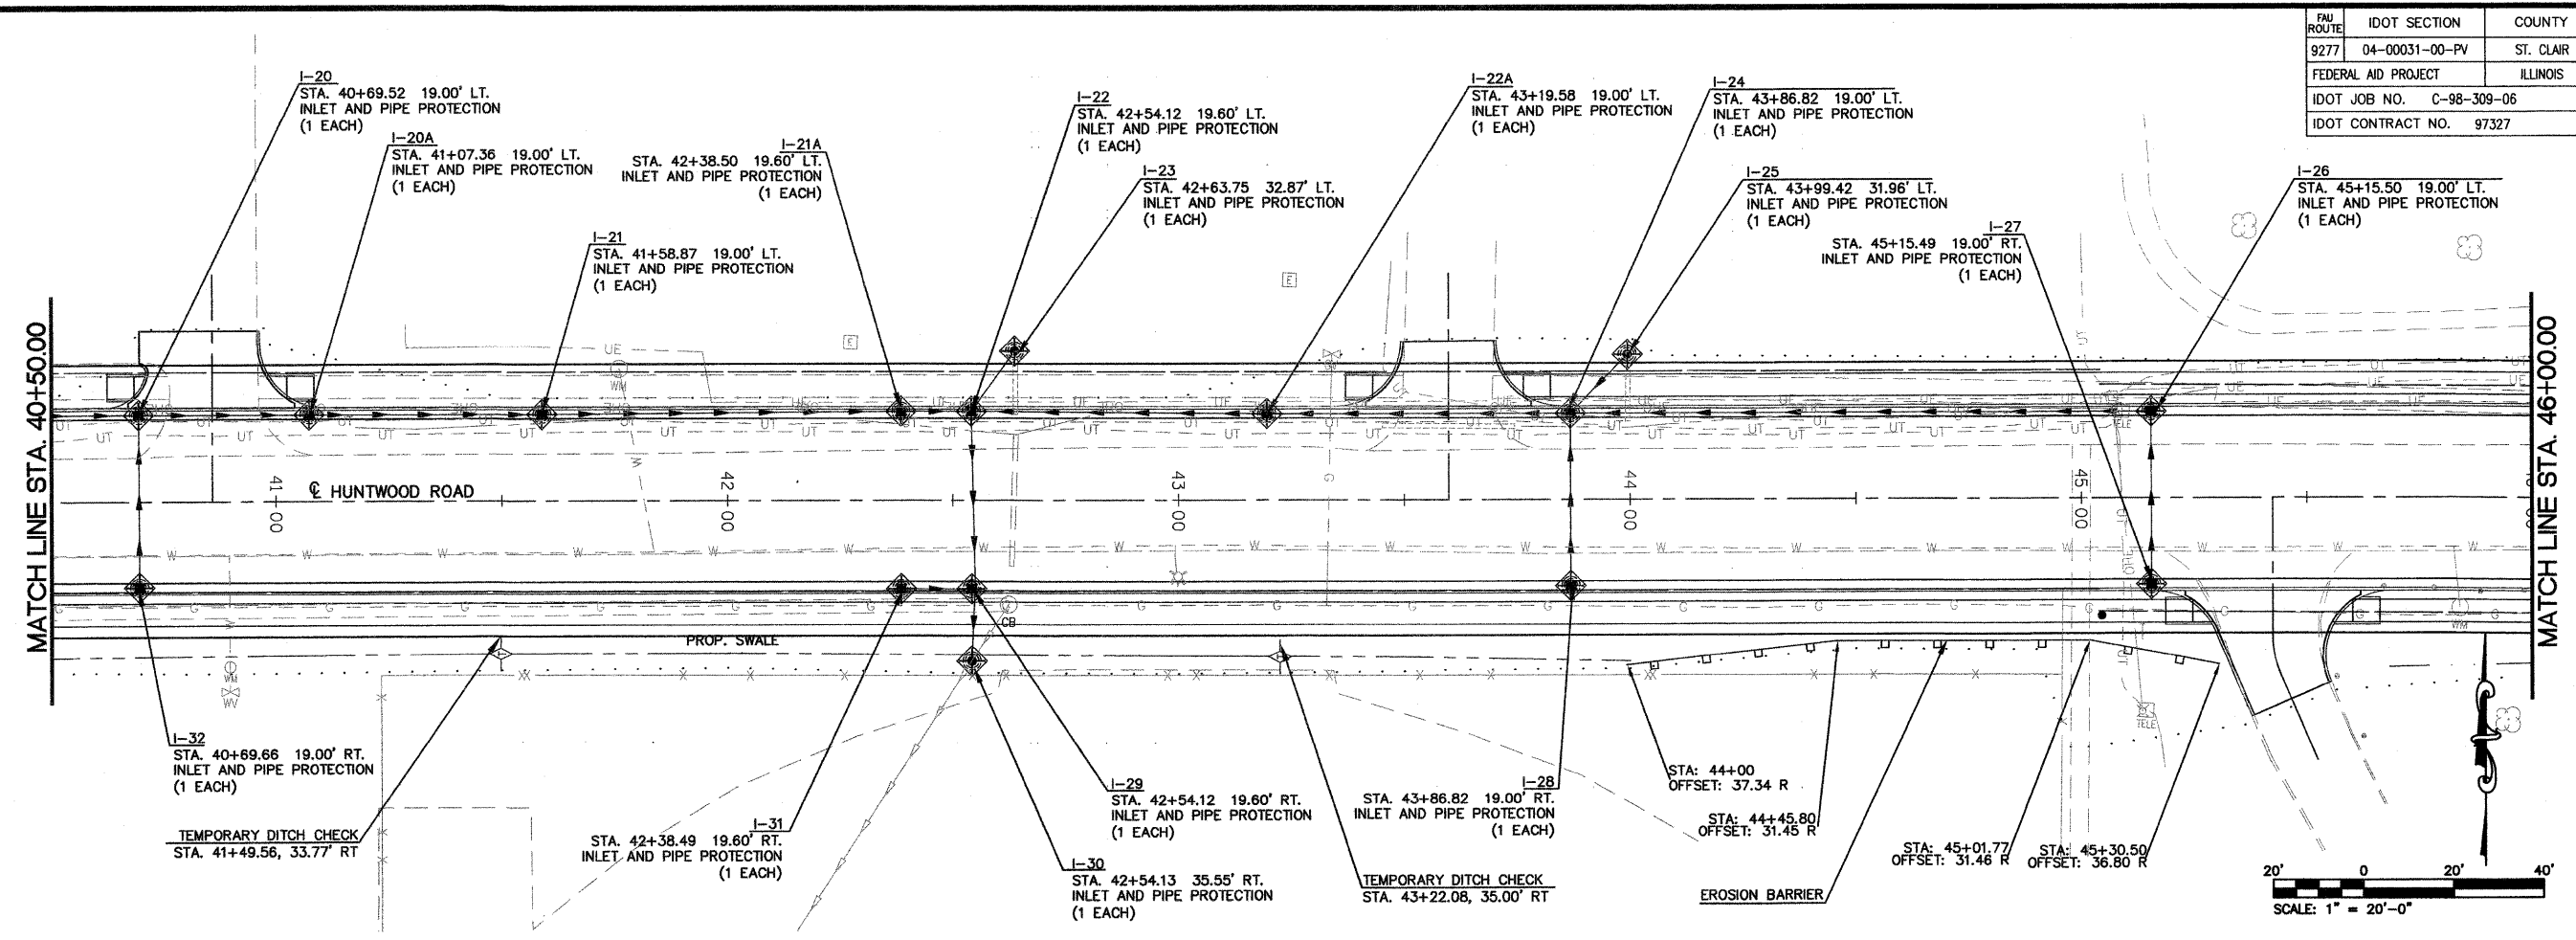 FAU ROUTE
IDOT SECTION
COUNTY
9277
04-00031-00-PV
ST. CLAIR
FEDERAL AID PROJECT
ILLINOIS
IDOT JOB NO. C-98-309-06
IDOT CONTRACT NO. 97327
I-20
STA. 40+69.52 19.00' LT.
INLET AND PIPE PROTECTION
(1 EACH)
I-20A
STA. 41+07.36 19.00' LT.
INLET AND PIPE PROTECTION
(1 EACH)
I-21
STA. 41+58.87 19.00' LT.
INLET AND PIPE PROTECTION
(1 EACH)
I-21A
STA. 42+38.50 19.60' LT.
INLET AND PIPE PROTECTION
(1 EACH)
I-22
STA. 42+54.12 19.60' LT.
INLET AND PIPE PROTECTION
(1 EACH)
I-23
STA. 42+63.75 32.87' LT.
INLET AND PIPE PROTECTION
(1 EACH)
I-22A
STA. 43+19.58 19.00' LT.
INLET AND PIPE PROTECTION
(1 EACH)
I-24
STA. 43+86.82 19.00' LT.
INLET AND PIPE PROTECTION
(1 EACH)
I-25
STA. 43+99.42 31.96' LT.
INLET AND PIPE PROTECTION
(1 EACH)
I-27
STA. 45+15.49 19.00' RT.
INLET AND PIPE PROTECTION
(1 EACH)
I-26
STA. 45+15.50 19.00' LT.
INLET AND PIPE PROTECTION
(1 EACH)
MATCH LINE STA. 40+50.00
MATCH LINE STA. 46+00.00
E
E
UE
WM
UT
UT
UT
UT
TELE
℄ HUNTWOOD ROAD
41+00
42+00
43+00
44+00
45+00
W
W
W
W
G
G
G
CB
PROP. SWALE
WM
WV
WM
TELE
I-32
STA. 40+69.66 19.00' RT.
INLET AND PIPE PROTECTION
(1 EACH)
TEMPORARY DITCH CHECK
STA. 41+49.56, 33.77' RT
I-31
STA. 42+38.49 19.60' RT.
INLET AND PIPE PROTECTION
(1 EACH)
I-29
STA. 42+54.12 19.60' RT.
INLET AND PIPE PROTECTION
(1 EACH)
I-30
STA. 42+54.13 35.55' RT.
INLET AND PIPE PROTECTION
(1 EACH)
I-28
STA. 43+86.82 19.00' RT.
INLET AND PIPE PROTECTION
(1 EACH)
TEMPORARY DITCH CHECK
STA. 43+22.08, 35.00' RT
STA: 44+00
OFFSET: 37.34 R
STA: 44+45.80
OFFSET: 31.45 R
EROSION BARRIER
STA: 45+01.77
OFFSET: 31.46 R
STA: 45+30.50
OFFSET: 36.80 R
20' 0 20' 40'
SCALE: 1" = 20'-0"